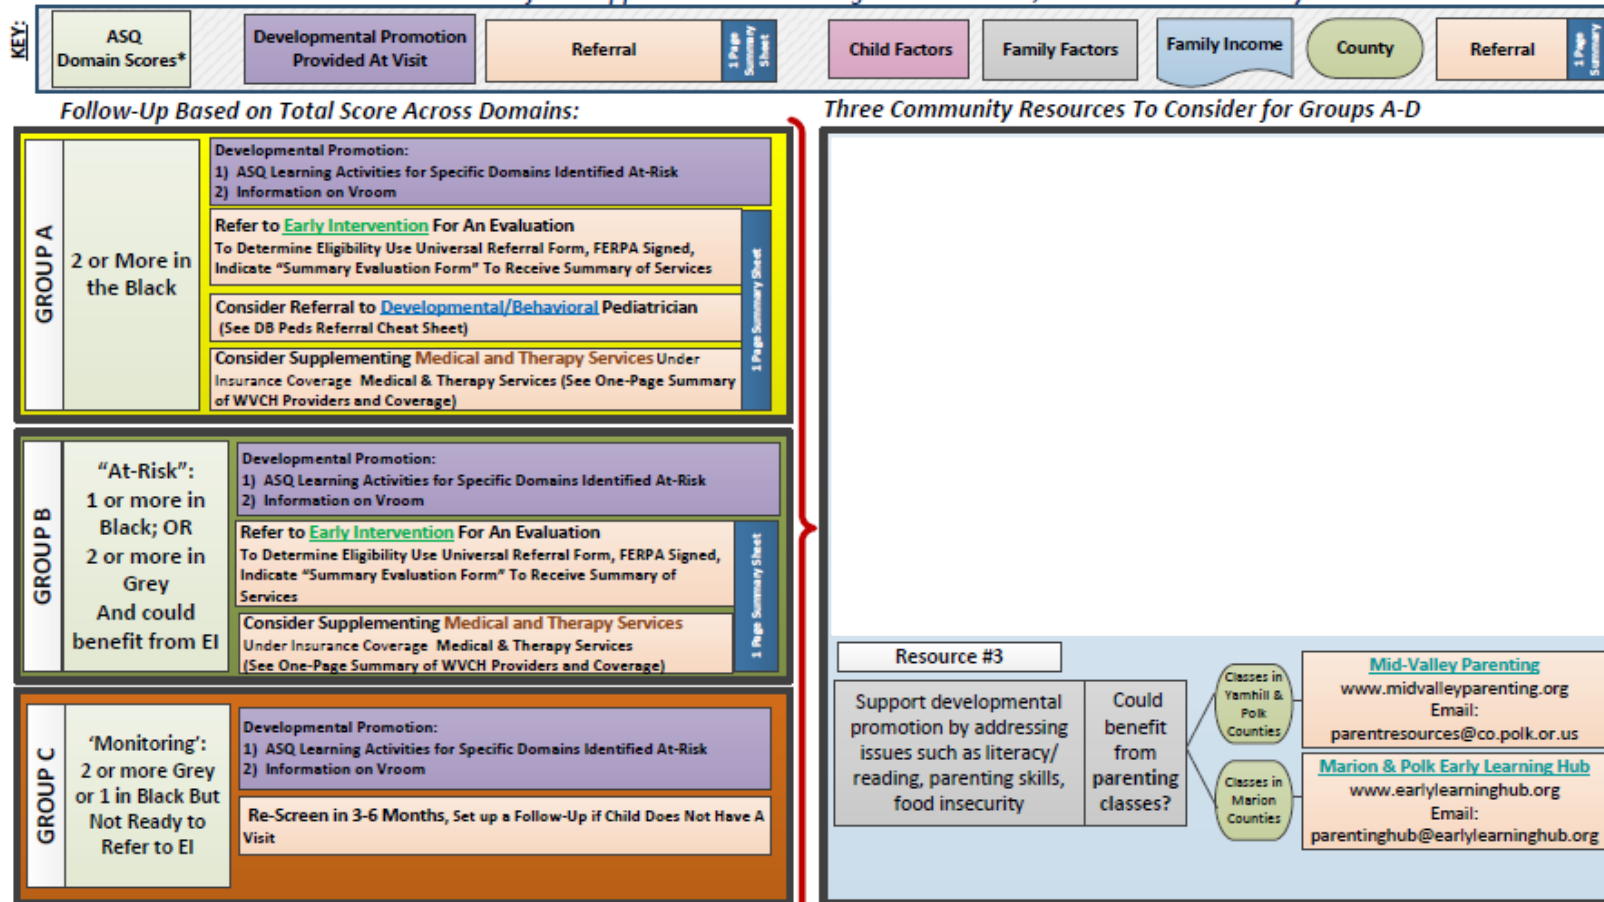 KEY:
ASQ
Domain Scores*
Developmental Promotion
Provided At Visit
Referral
1 Page
Summary
Sheet
Child Factors
Family Factors
Family Income
County
Referral
1 Page
Summary
Follow-Up Based on Total Score Across Domains:
Three Community Resources To Consider for Groups A-D
GROUP A
2 or More in
the Black
Developmental Promotion:
1) ASQ Learning Activities for Specific Domains Identified At-Risk
2) Information on Vroom
Refer to Early Intervention For An Evaluation
To Determine Eligibility Use Universal Referral Form, FERPA Signed,
Indicate “Summary Evaluation Form” To Receive Summary of Services
Consider Referral to Developmental/Behavioral Pediatrician
(See DB Peds Referral Cheat Sheet)
Consider Supplementing Medical and Therapy Services Under
Insurance Coverage Medical & Therapy Services (See One-Page Summary
of WVCH Providers and Coverage)
1 Page Summary Sheet
GROUP B
“At-Risk”:
1 or more in
Black; OR
2 or more in
Grey
And could
benefit from EI
Developmental Promotion:
1) ASQ Learning Activities for Specific Domains Identified At-Risk
2) Information on Vroom
Refer to Early Intervention For An Evaluation
To Determine Eligibility Use Universal Referral Form, FERPA Signed,
Indicate “Summary Evaluation Form” To Receive Summary of
Services
Consider Supplementing Medical and Therapy Services
Under Insurance Coverage Medical & Therapy Services
(See One-Page Summary of WVCH Providers and Coverage)
1 Page Summary Sheet
GROUP C
‘Monitoring’:
2 or more Grey
or 1 in Black But
Not Ready to
Refer to EI
Developmental Promotion:
1) ASQ Learning Activities for Specific Domains Identified At-Risk
2) Information on Vroom
Re-Screen in 3-6 Months, Set up a Follow-Up if Child Does Not Have A
Visit
Resource #3
Support developmental
promotion by addressing
issues such as literacy/
reading, parenting skills,
food insecurity
Could
benefit
from
parenting
classes?
Classes in
Yamhill &
Polk
Counties
Mid-Valley Parenting
www.midvalleyparenting.org
Email:
parentresources@co.polk.or.us
Classes in
Marion
Counties
Marion & Polk Early Learning Hub
www.earlylearninghub.org
Email:
parentinghub@earlylearninghub.org